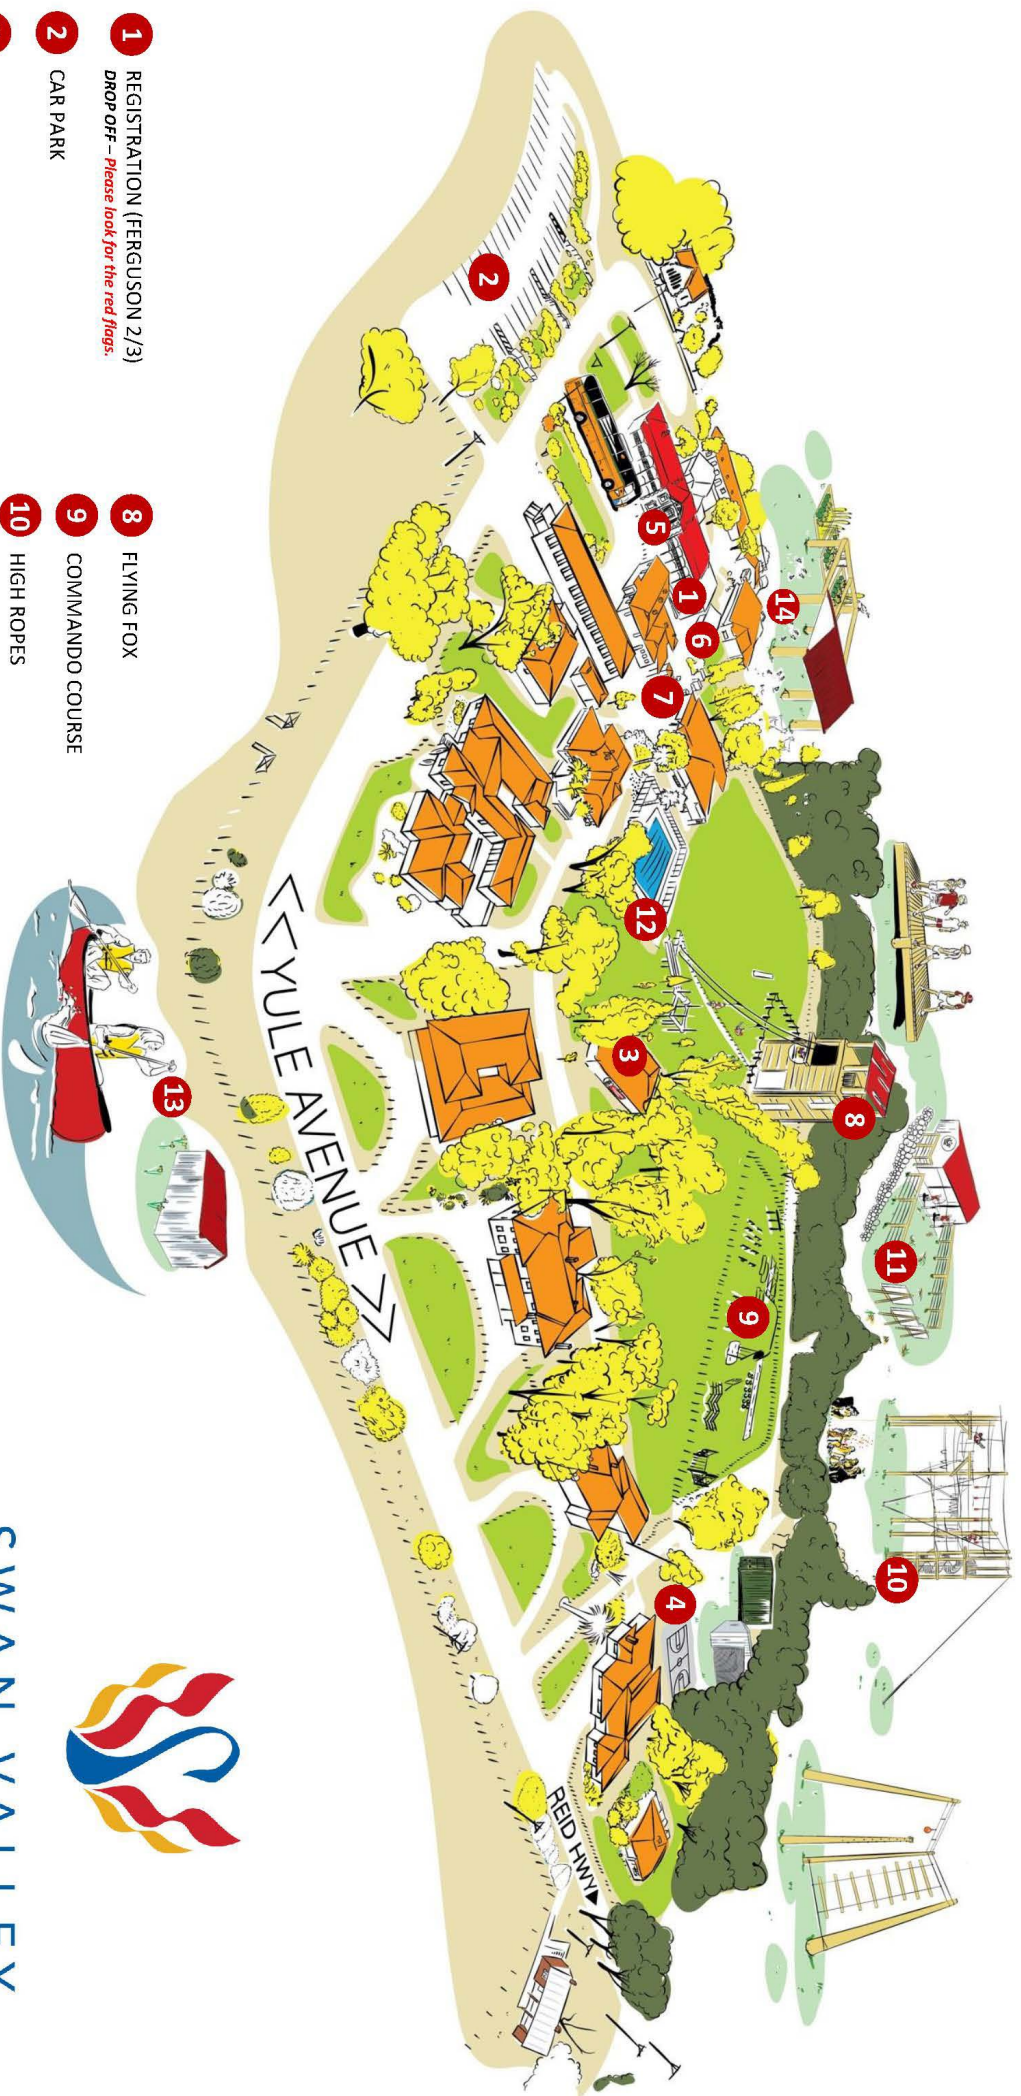 14
11
10
8
9
6
1
7
5
4
12
3
2
REID HWY
<<YULE AVENUE>>
13
1 REGISTRATION (FERGUSON 2/3)
DROP OFF – Please look for the red flags.
2 CAR PARK
8 FLYING FOX
9 COMMANDO COURSE
10 HIGH ROPES
SWAN VALLEY